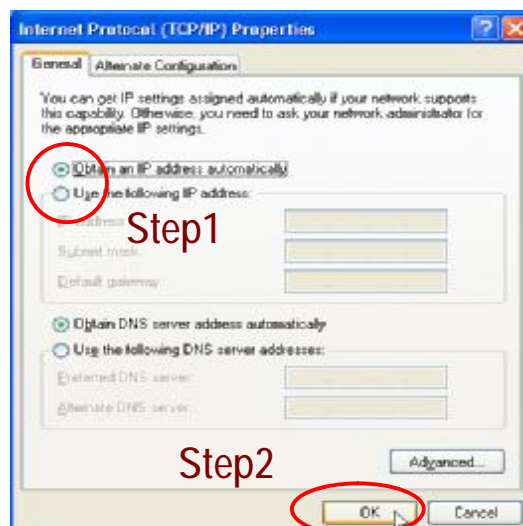 Internet Protocol (TCP/IP) Properties
General
Alternate Configuration
You can get IP settings assigned automatically if your network supports
this capability. Otherwise, you need to ask your network administrator for
the appropriate IP settings.
Obtain an IP address automatically
Use the following IP address:
IP address
Step1
Subnet mask
Default gateway
Obtain DNS server address automatically
Use the following DNS server addresses:
Preferred DNS server
Alternate DNS server
Step2
Advanced...
OK
Cancel